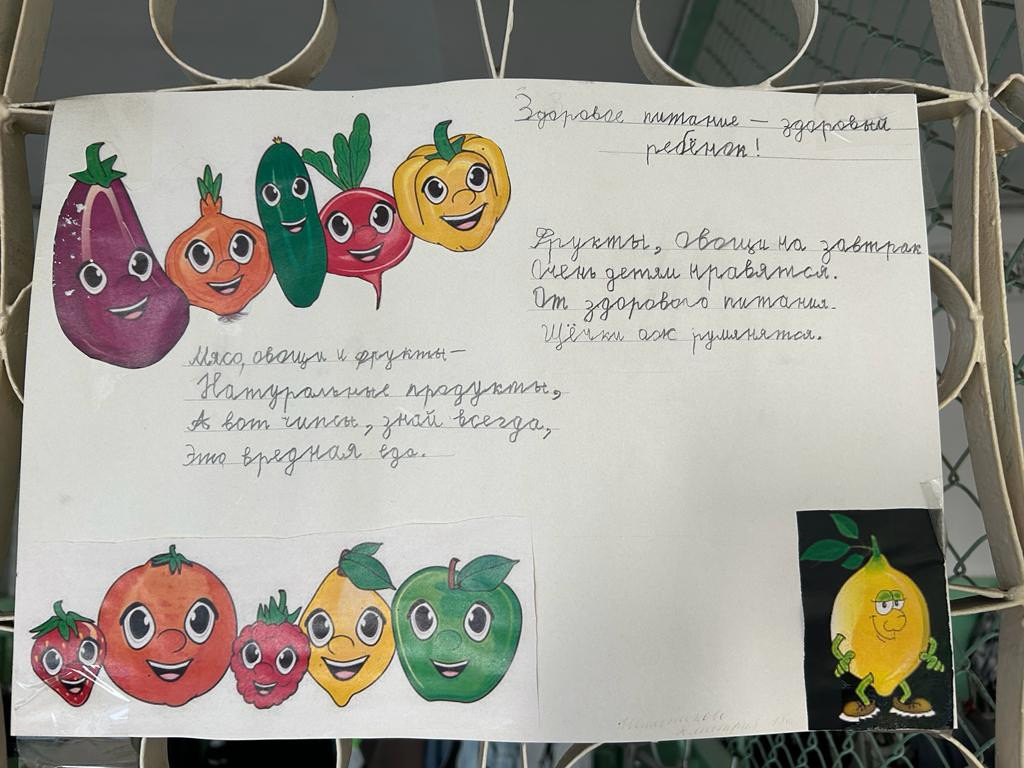 Здоровое питание – здоровый
ребёнок!
Фрукты, овощи на завтрак
Очень детям нравятся.
От здорового питания.
Щёчки аж румянятся.
Мясо, овощи и фрукты –
Натуральные продукты,
А вот чипсы, знай всегда,
Это вредная еда.